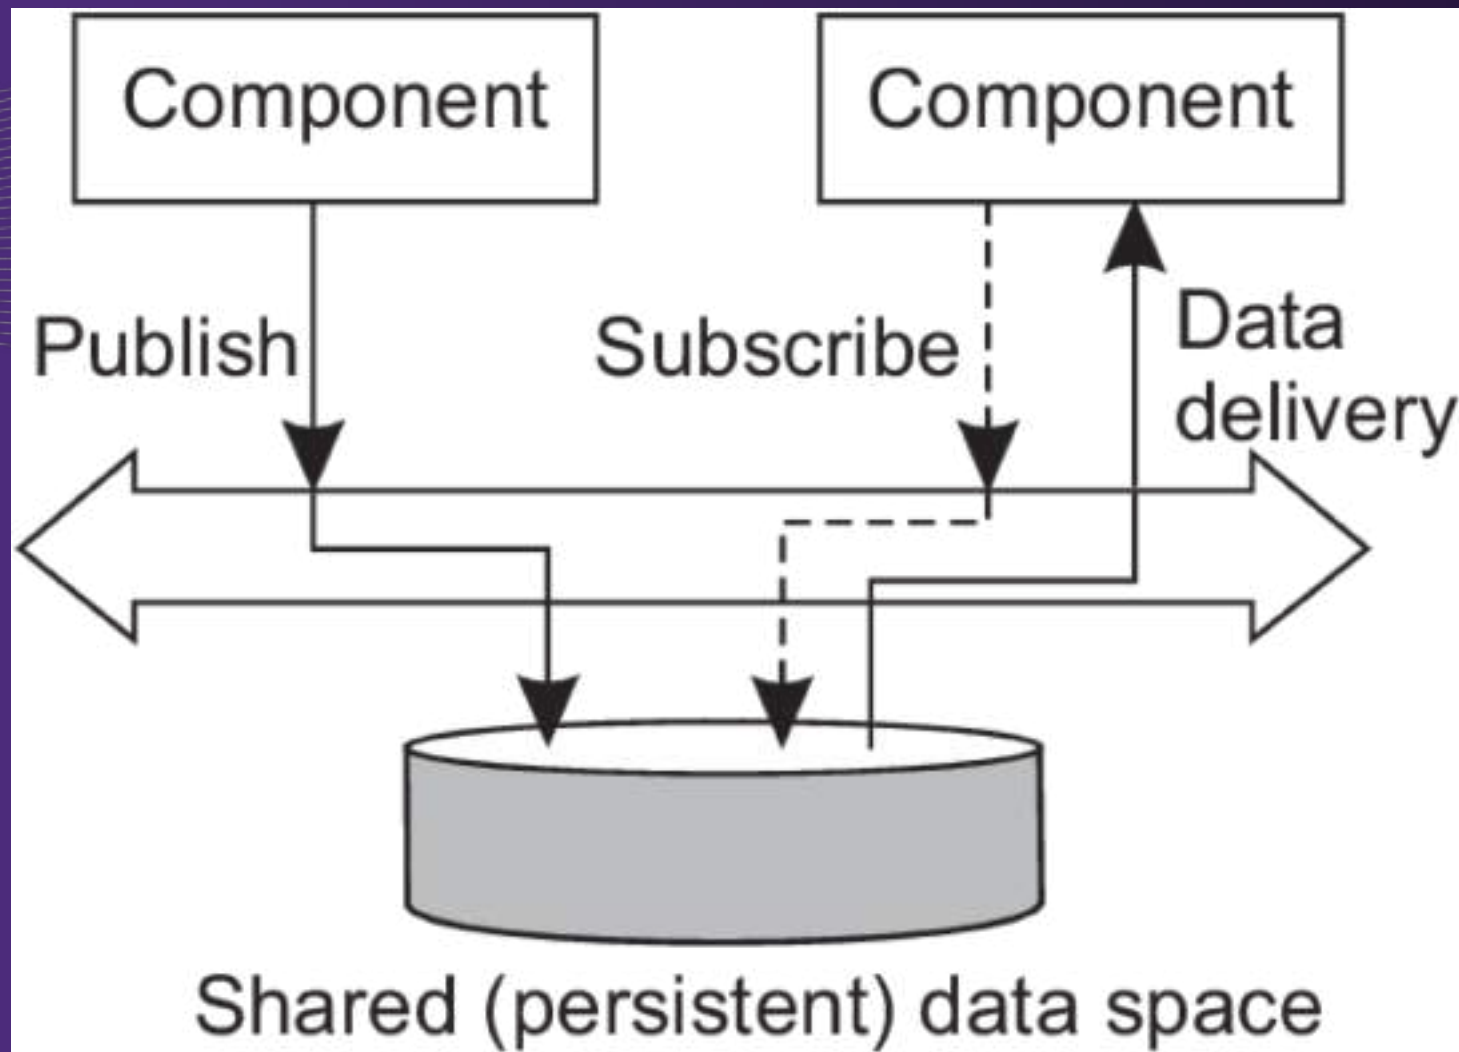 Component
Component
Publish
Subscribe
Data
delivery
Shared (persistent) data space